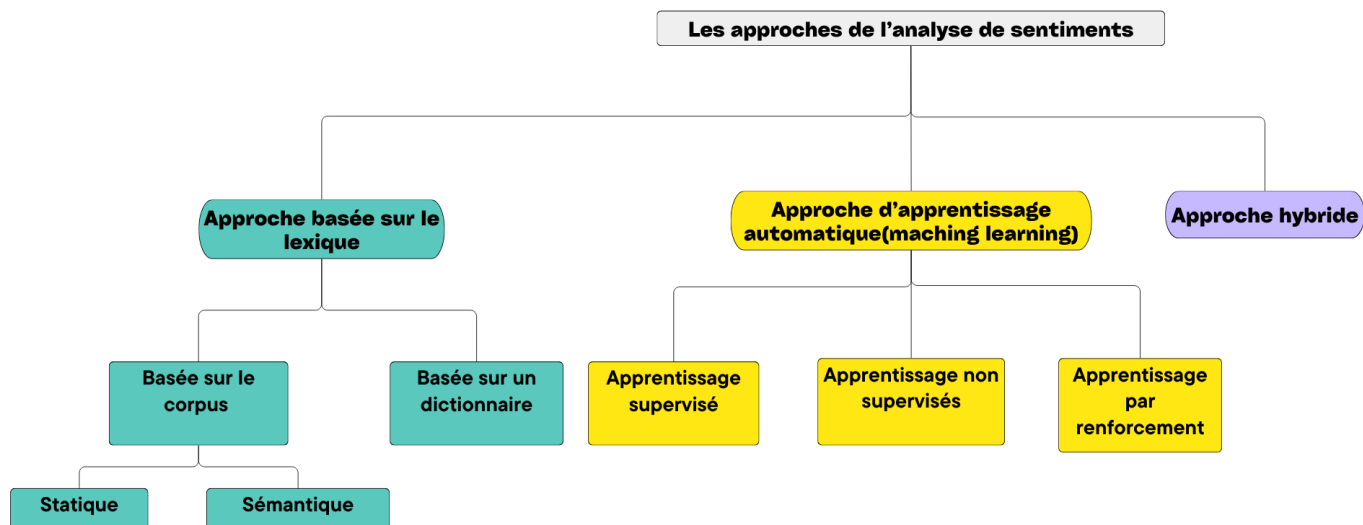 Les approches de l'analyse de sentiments
Approche basée sur le
lexique
Approche d'apprentissage
automatique(maching learning)
Approche hybride
Basée sur le
corpus
Basée sur un
dictionnaire
Apprentissage
supervisé
Apprentissage non
supervisés
Apprentissage
par
renforcement
Statique
Sémantique